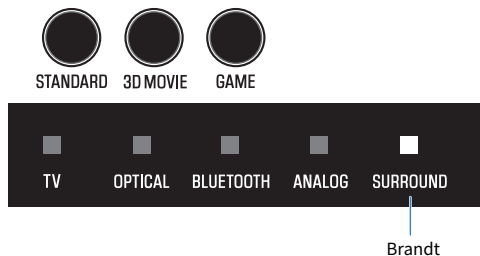 STANDARD 3D MOVIE GAME
TV OPTICAL BLUETOOTH ANALOG SURROUND
Brandt